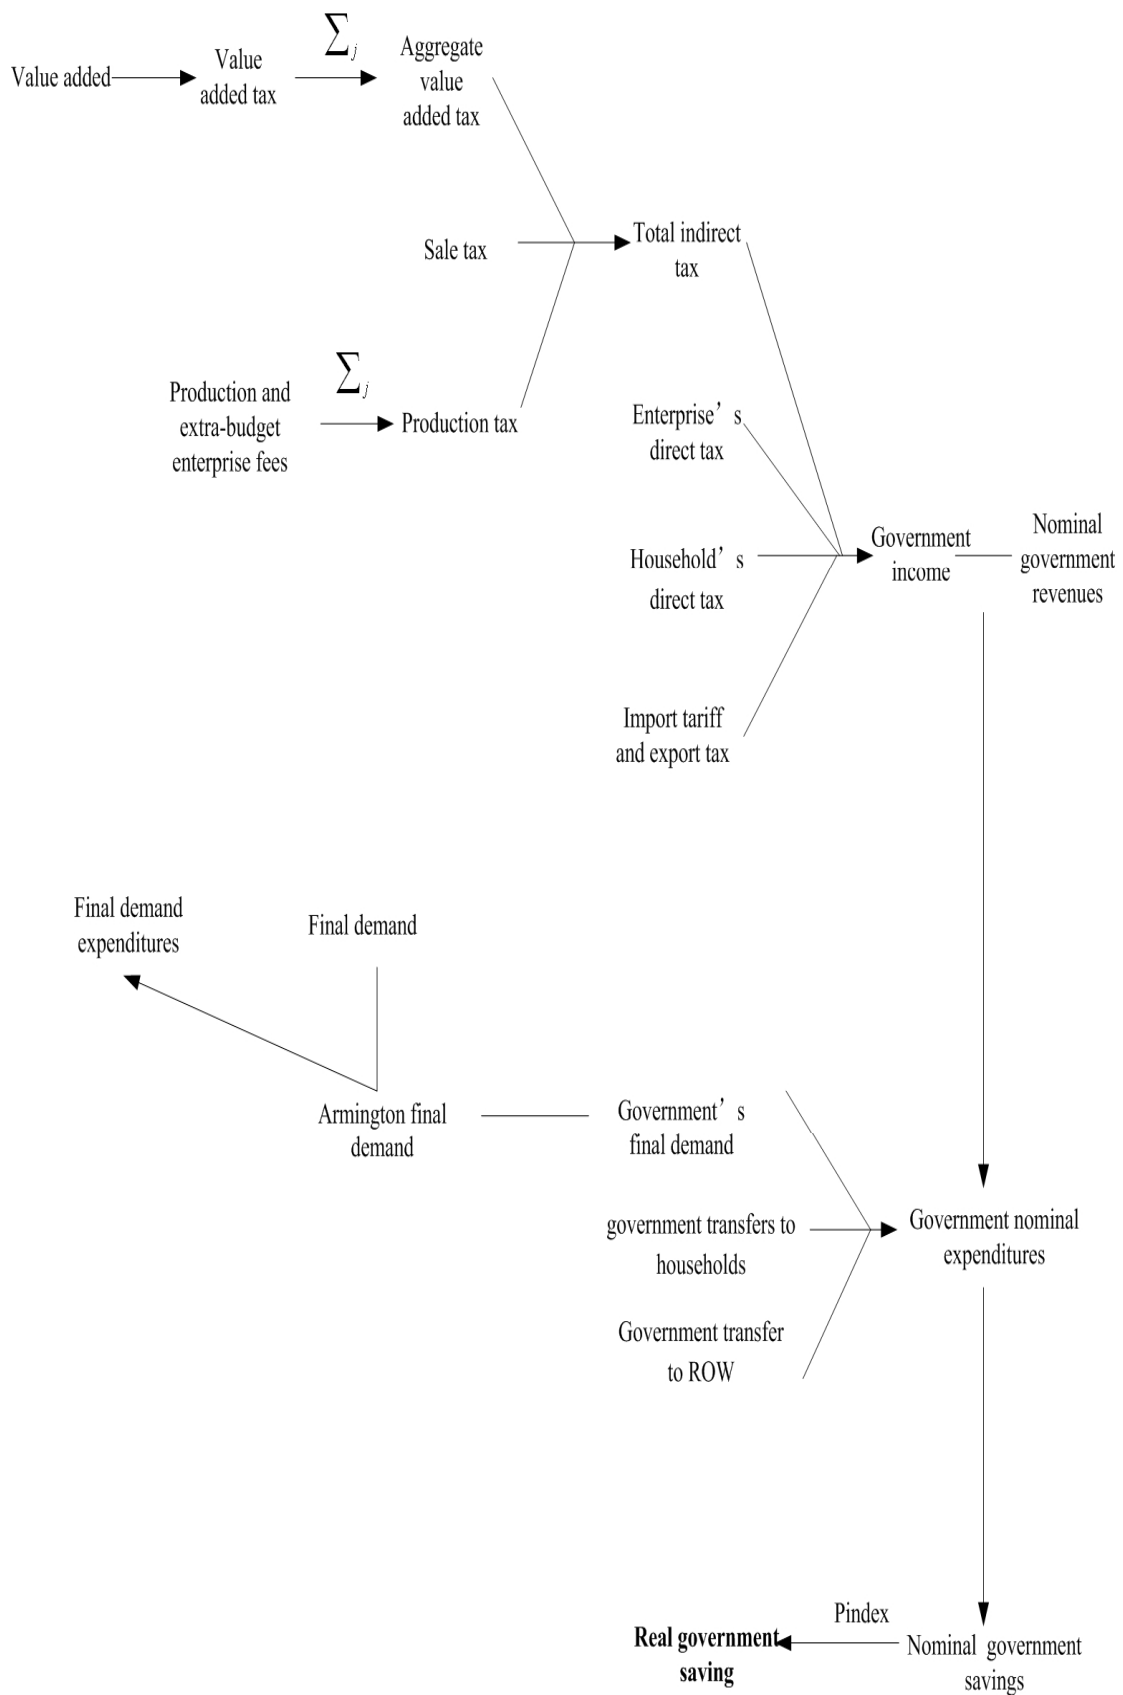 Value added
Value
added tax
∑j
Aggregate
value
added tax
Sale tax
Total indirect
tax
Production and
extra-budget
enterprise fees
∑j
Production tax
Enterprise’s
direct tax
Household’s
direct tax
Government
income
Nominal
government
revenues
Import tariff
and export tax
Final demand
expenditures
Final demand
Armington final
demand
Government’s
final demand
government transfers to
households
Government transfer
to ROW
Government nominal
expenditures
Pindex
Real government
saving
Nominal government
savings